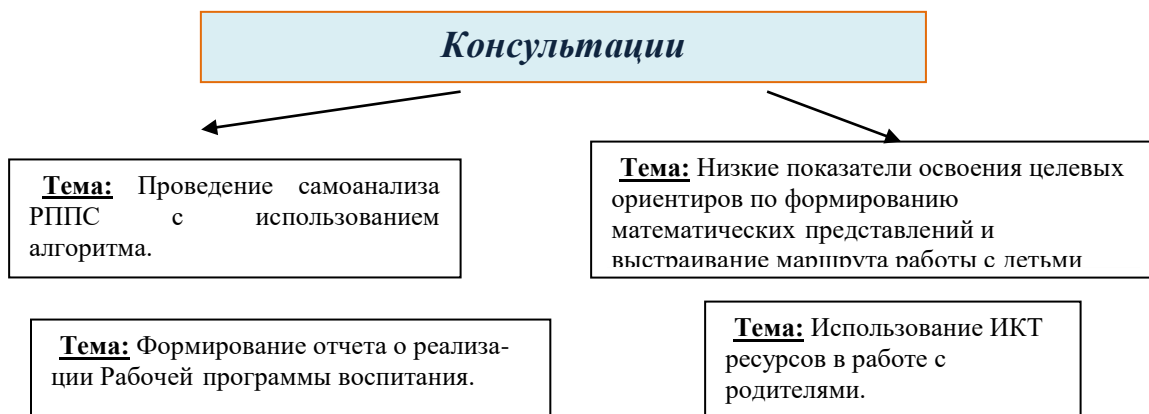 Консультации
Тема: Проведение самоанализа
РППС с использованием
алгоритма.
Тема: Низкие показатели освоения целевых
ориентиров по формированию
математических представлений и
выстраивание маршрута работы с детьми
Тема: Формирование отчета о реализа-
ции Рабочей программы воспитания.
Тема: Использование ИКТ
ресурсов в работе с
родителями.